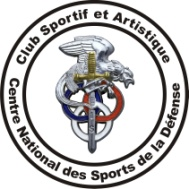 Club Sportif et Artistique
Centre National des Sports de la Défense